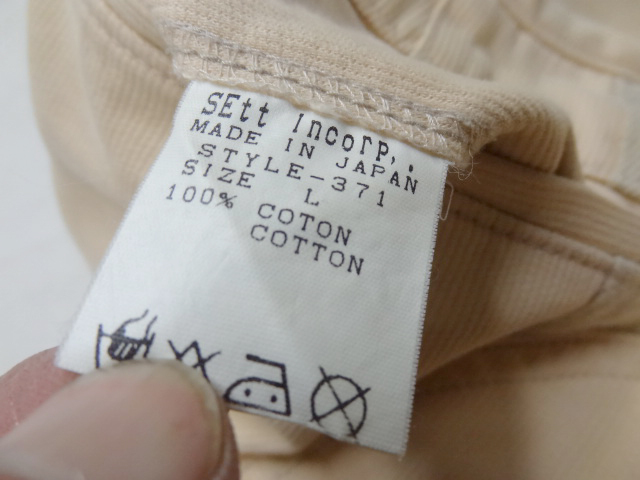 SEtt Incorp,.
MADE IN JAPAN
STYLE-371
SIZE L
100% COTON
COTTON